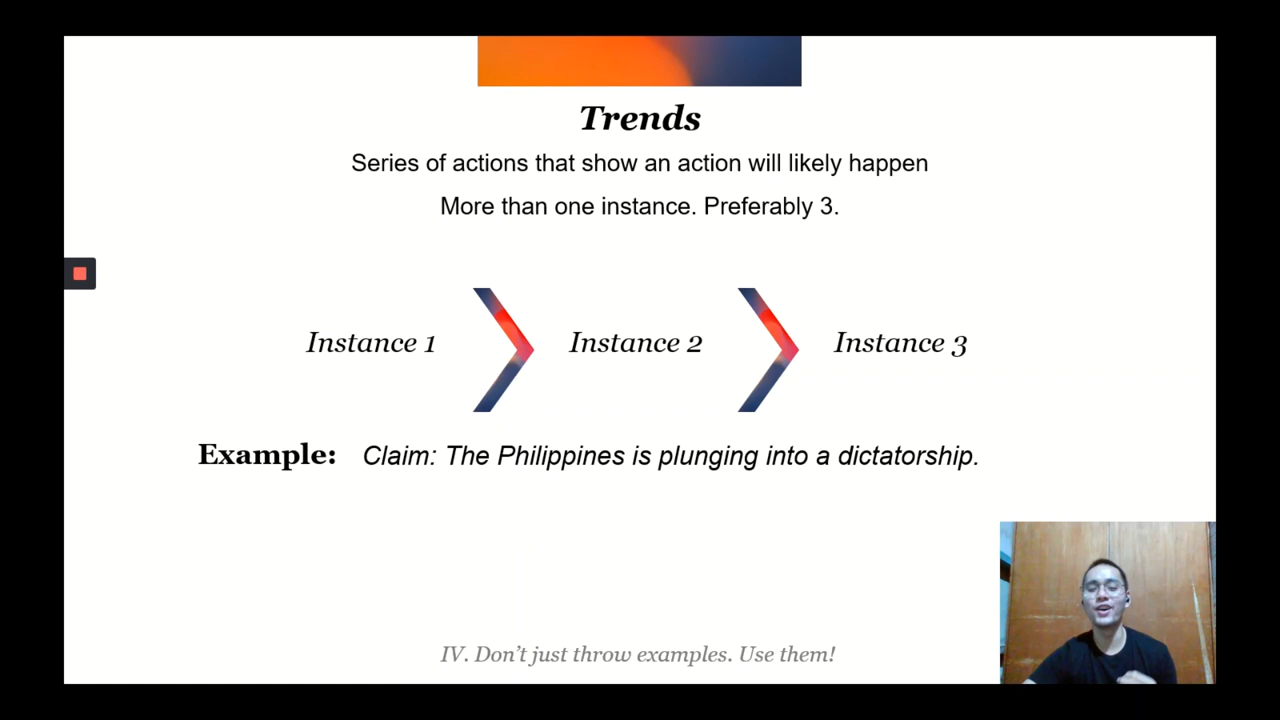 Trends
Series of actions that show an action will likely happen
More than one instance. Preferably 3.
Instance 1
Instance 2
Instance 3
Example: Claim: The Philippines is plunging into a dictatorship.
IV. Don’t just throw examples. Use them!